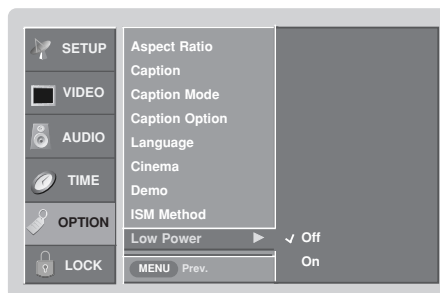 SETUP
VIDEO
AUDIO
TIME
OPTION
LOCK
Aspect Ratio
Caption
Caption Mode
Caption Option
Language
Cinema
Demo
ISM Method
Low Power ▶ ✓ Off
On
MENU Prev.